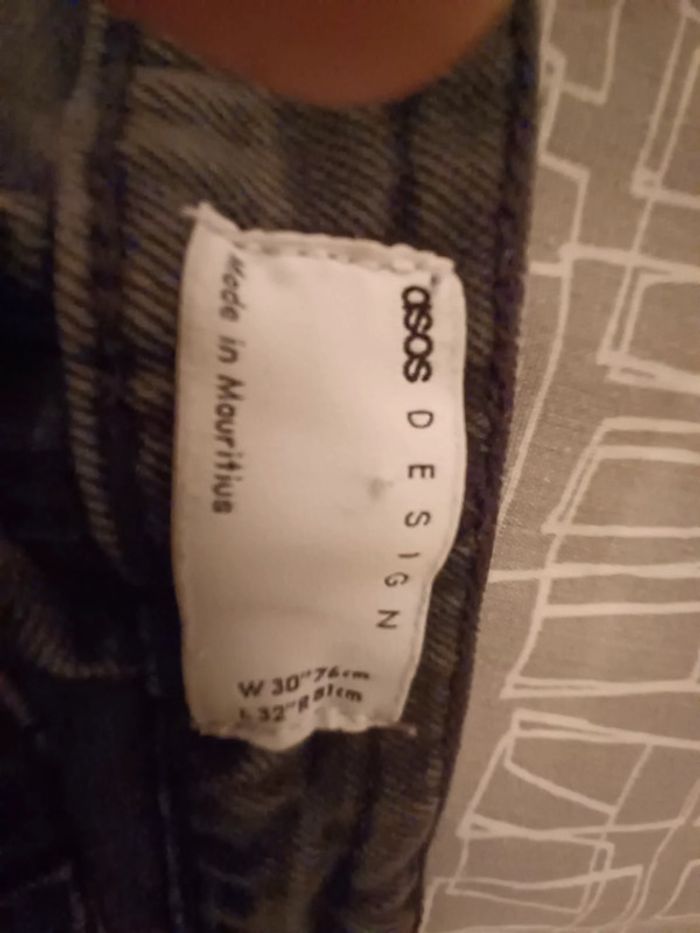 asos DESIGN
Made in Mauritius
W 30" 76cm
L 32"R 81cm